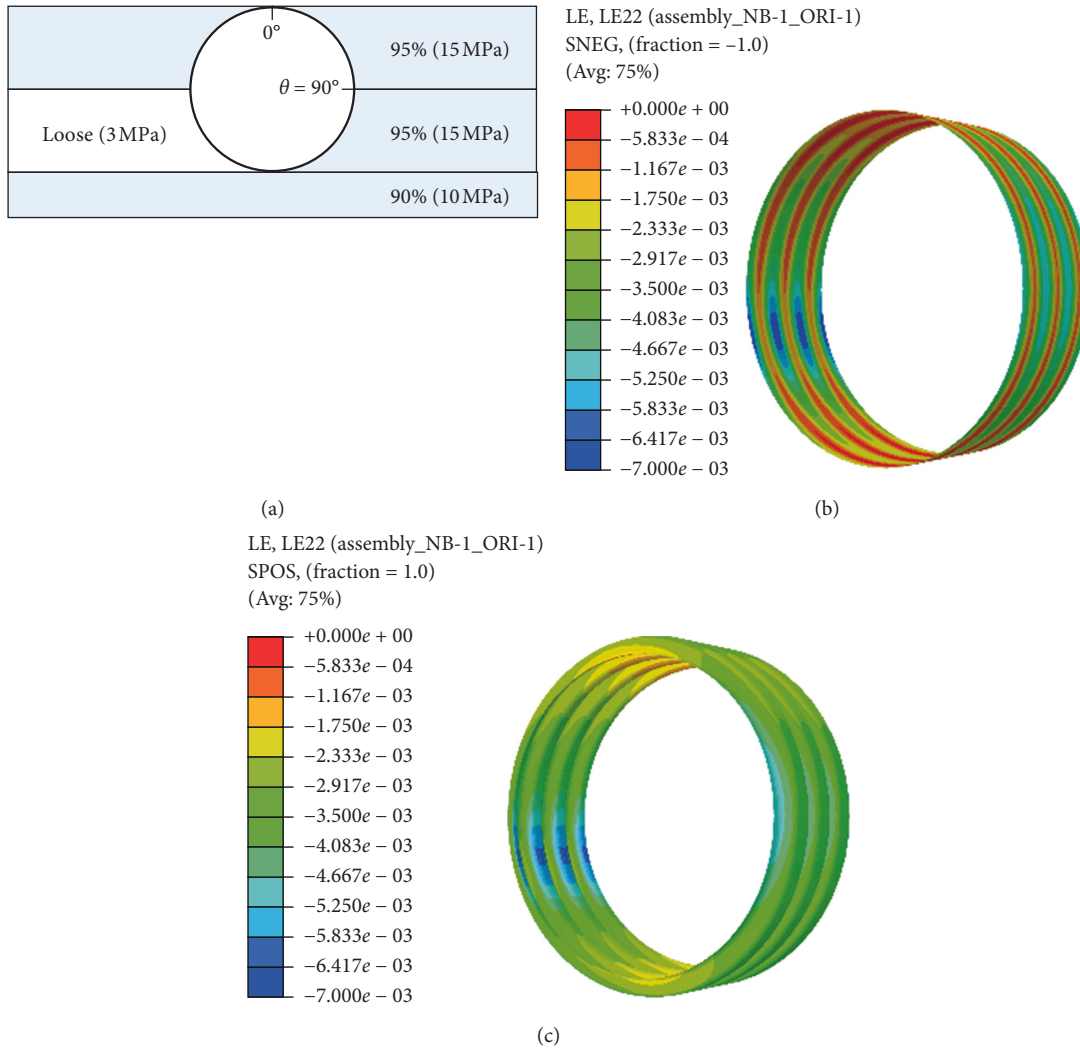 0°
95% (15 MPa)
θ = 90°
Loose (3 MPa)
95% (15 MPa)
90% (10 MPa)
(a)
LE, LE22 (assembly_NB-1_ORI-1)
SNEG, (fraction = –1.0)
(Avg: 75%)
+0.000e + 00
–5.833e – 04
–1.167e – 03
–1.750e – 03
–2.333e – 03
–2.917e – 03
–3.500e – 03
–4.083e – 03
–4.667e – 03
–5.250e – 03
–5.833e – 03
–6.417e – 03
–7.000e – 03
(b)
LE, LE22 (assembly_NB-1_ORI-1)
SPOS, (fraction = 1.0)
(Avg: 75%)
+0.000e + 00
–5.833e – 04
–1.167e – 03
–1.750e – 03
–2.333e – 03
–2.917e – 03
–3.500e – 03
–4.083e – 03
–4.667e – 03
–5.250e – 03
–5.833e – 03
–6.417e – 03
–7.000e – 03
(c)